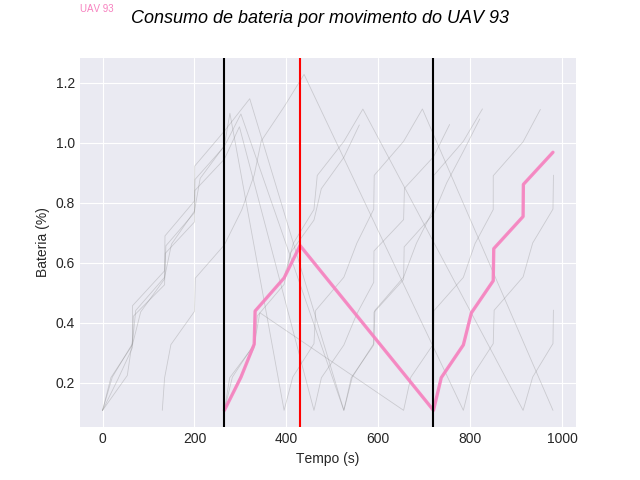 UAV 93
Consumo de bateria por movimento do UAV 93
1.2
1.0
0.8
0.6
0.4
0.2
Bateria (%)
0 200 400 600 800 1000
Tempo (s)